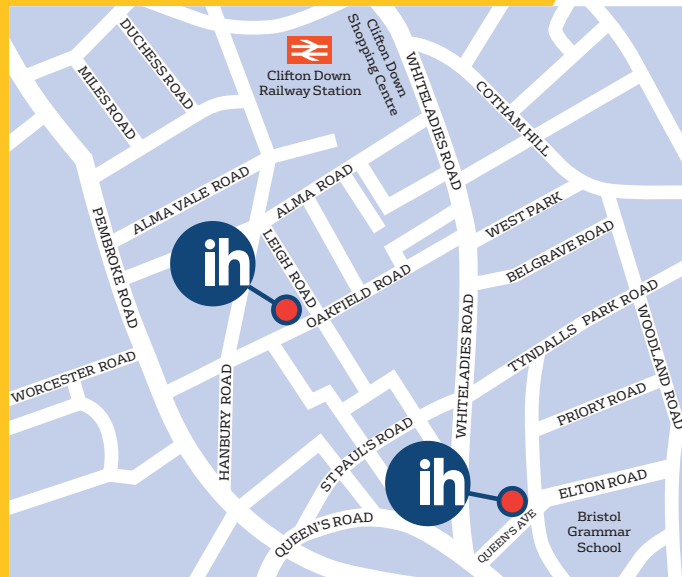 DUCHESS ROAD
MILES ROAD
Clifton Down
Railway Station
Clifton Down
Shopping Centre
WHITELADIES ROAD
COTHAM HILL
ALMA VALE ROAD
ALMA ROAD
PEMBROKE ROAD
WEST PARK
BELGRAVE ROAD
ih
LEIGH ROAD
OAKFIELD ROAD
TYNDALLS PARK ROAD
WOODLAND ROAD
WORCESTER ROAD
HANBURY ROAD
WHITELADIES ROAD
PRIORY ROAD
ST PAUL'S ROAD
ih
ELTON ROAD
QUEEN'S ROAD
QUEEN'S AVE
Bristol
Grammar
School